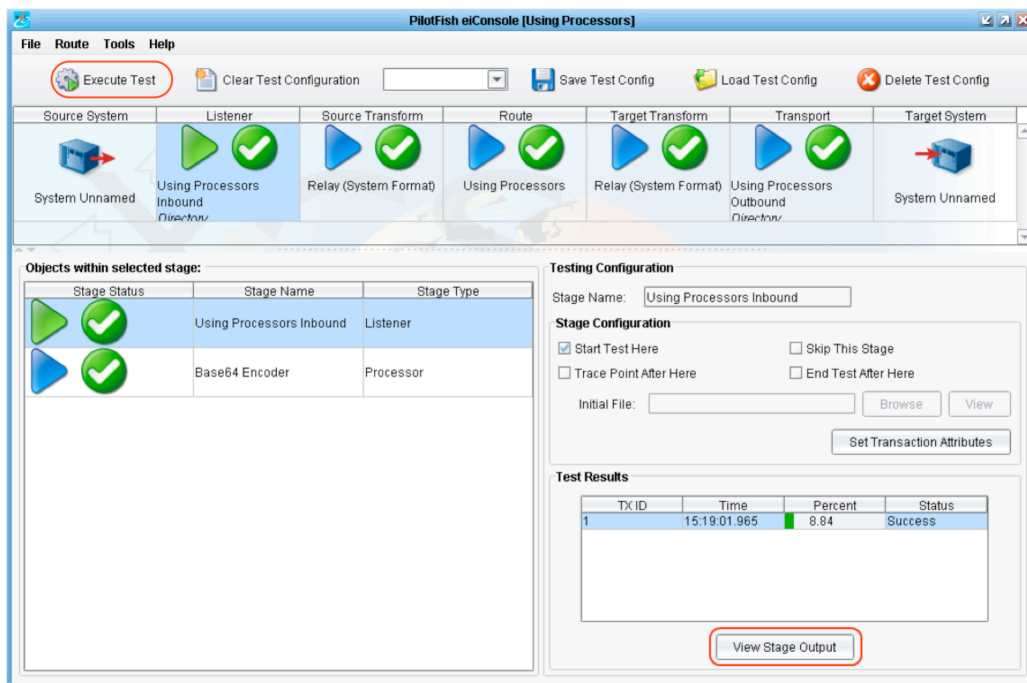 PilotFish eiConsole [Using Processors]
File Route Tools Help
Execute Test Clear Test Configuration Save Test Config Load Test Config Delete Test Config
Source System Listener Source Transform Route Target Transform Transport Target System
System Unnamed
Using Processors
Inbound
Directory
Relay (System Format)
Using Processors
Relay (System Format)
Using Processors
Outbound
Directory
System Unnamed
Objects within selected stage:
Stage Status Stage Name Stage Type
Using Processors Inbound Listener
Base64 Encoder Processor
Testing Configuration
Stage Name: Using Processors Inbound
Stage Configuration
Start Test Here Skip This Stage
Trace Point After Here End Test After Here
Initial File: Browse View
Set Transaction Attributes
Test Results
TX ID Time Percent Status
1 15:19:01.965 8.84 Success
View Stage Output